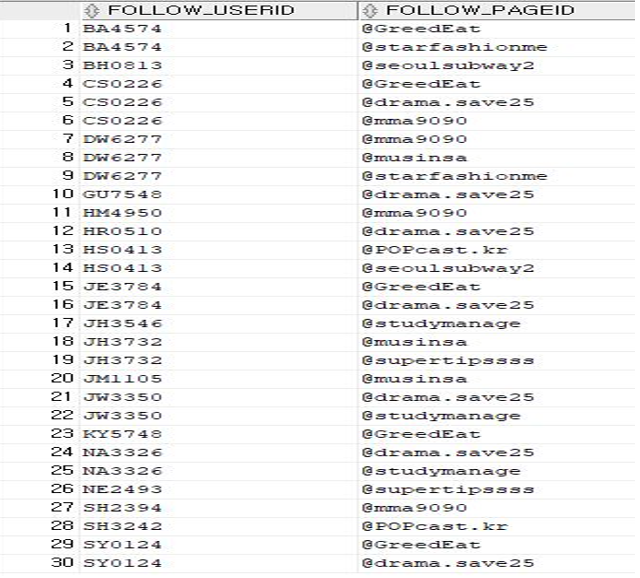 FOLLOW_USERID FOLLOW_PAGEID
1 BA4574 @GreedEat
2 BA4574 @starfashionme
3 BH0813 @seoulsubway2
4 CS0226 @GreedEat
5 CS0226 @drama.save25
6 CS0226 @mma9090
7 DW6277 @mma9090
8 DW6277 @musinsa
9 DW6277 @starfashionme
10 GU7548 @drama.save25
11 HM4950 @mma9090
12 HR0510 @drama.save25
13 HS0413 @POPcast.kr
14 HS0413 @seoulsubway2
15 JE3784 @GreedEat
16 JE3784 @drama.save25
17 JH3546 @studymanage
18 JH3732 @musinsa
19 JH3732 @supertipssss
20 JM1105 @musinsa
21 JW3350 @drama.save25
22 JW3350 @studymanage
23 KY5748 @GreedEat
24 NA3326 @drama.save25
25 NA3326 @studymanage
26 NE2493 @supertipssss
27 SH2394 @mma9090
28 SH3242 @POPcast.kr
29 SY0124 @GreedEat
30 SY0124 @drama.save25